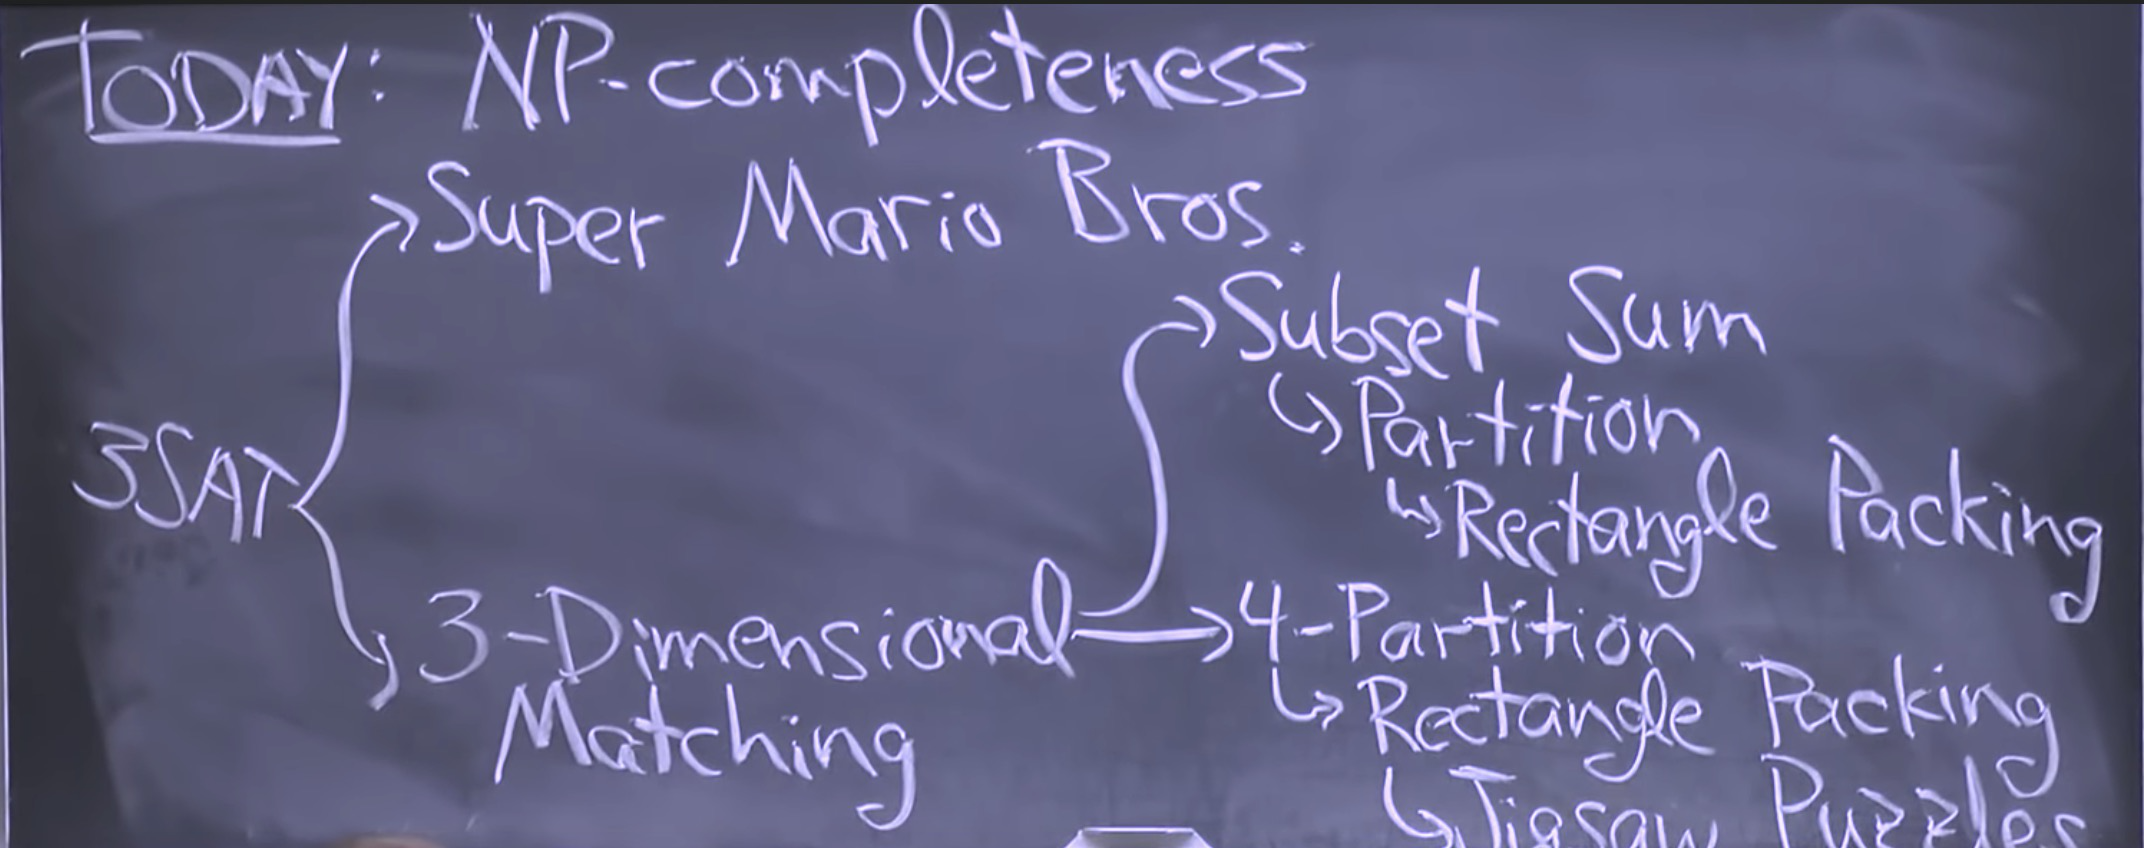 TODAY: NP-completeness
Super Mario Bros.
Subset Sum
Partition
3SAT
Rectangle Packing
3-Dimensional
4-Partition
Matching
Rectangle Packing
Jigsaw Puzzles